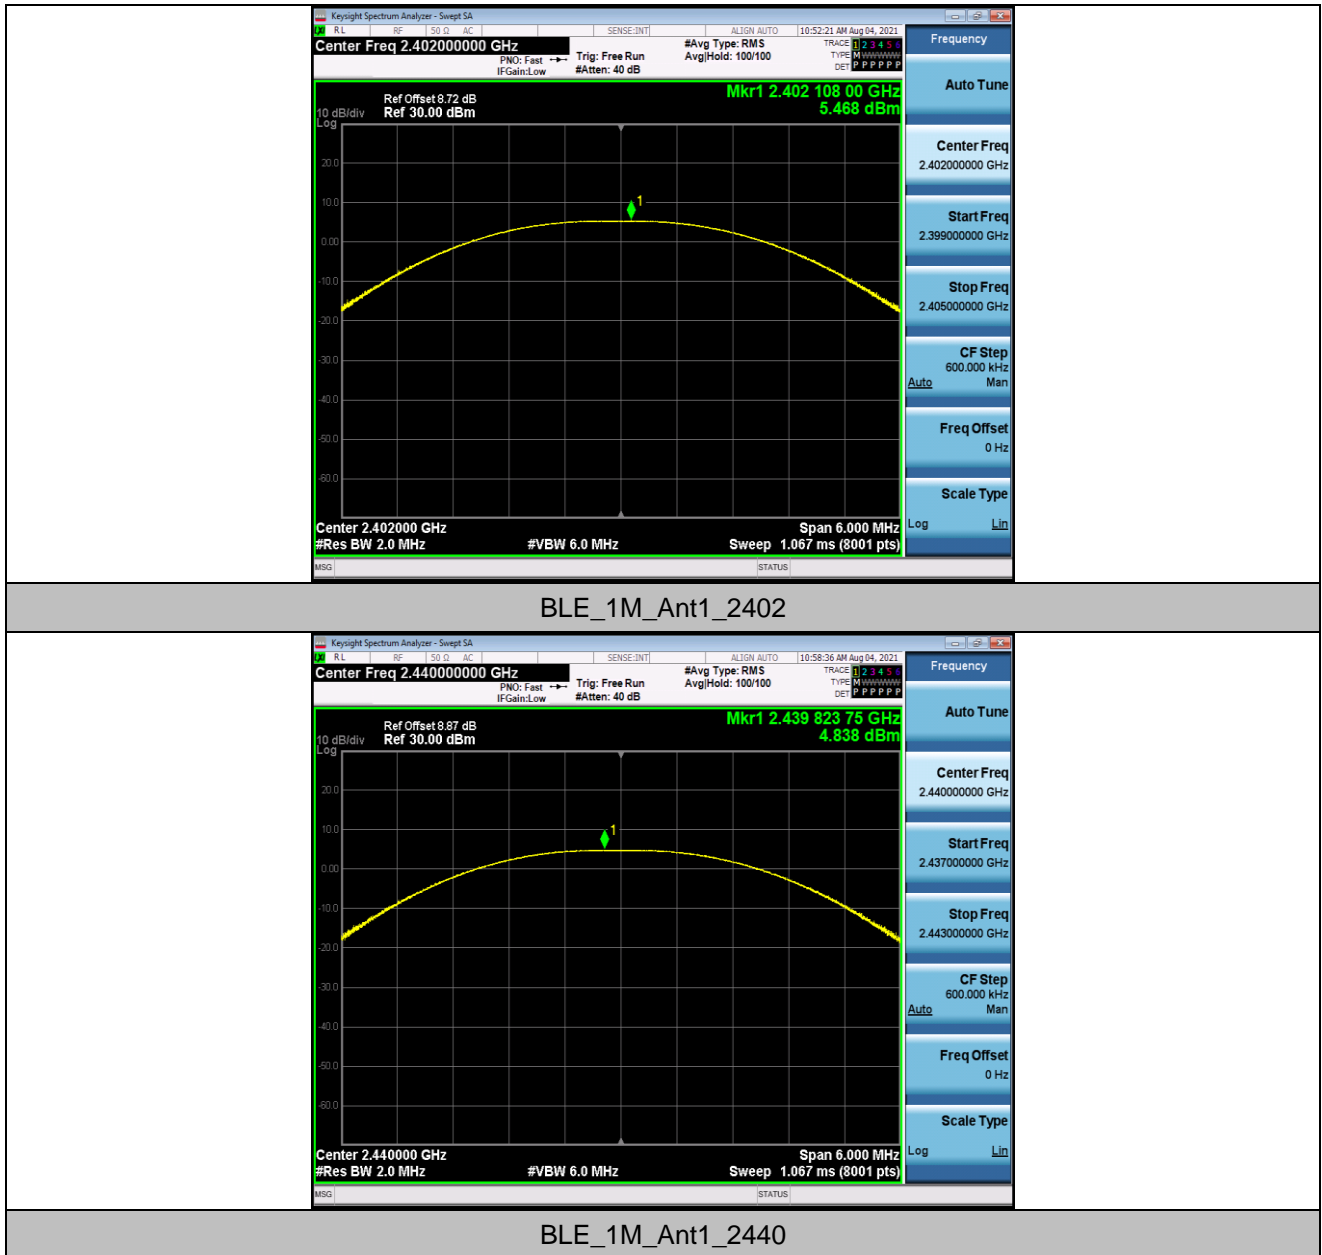 Keysight Spectrum Analyzer - Swept SA
RL RF 50 Ω AC SENSE:INT ALIGN AUTO 10:52:21 AM Aug 04, 2021
Center Freq 2.402000000 GHz
PNO: Fast
IFGain:Low
Trig: Free Run
#Atten: 40 dB
#Avg Type: RMS
Avg|Hold: 100/100
TRACE 1 2 3 4 5 6
TYPE M WWWWW
DET P P P P P P
Mkr1 2.402 108 00 GHz
5.468 dBm
Ref Offset 8.72 dB
10 dB/div Ref 30.00 dBm
Log
20.0
10.0
1
0.00
-10.0
-20.0
-30.0
-40.0
-50.0
-60.0
Center 2.402000 GHz Span 6.000 MHz
#Res BW 2.0 MHz #VBW 6.0 MHz Sweep 1.067 ms (8001 pts)
MSG STATUS
Frequency
Auto Tune
Center Freq
2.402000000 GHz
Start Freq
2.399000000 GHz
Stop Freq
2.405000000 GHz
CF Step
600.000 kHz
Auto Man
Freq Offset
0 Hz
Scale Type
Log Lin
BLE_1M_Ant1_2402
Keysight Spectrum Analyzer - Swept SA
RL RF 50 Ω AC SENSE:INT ALIGN AUTO 10:58:36 AM Aug 04, 2021
Center Freq 2.440000000 GHz
PNO: Fast
IFGain:Low
Trig: Free Run
#Atten: 40 dB
#Avg Type: RMS
Avg|Hold: 100/100
TRACE 1 2 3 4 5 6
TYPE M WWWWW
DET P P P P P P
Mkr1 2.439 823 75 GHz
4.838 dBm
Ref Offset 8.87 dB
10 dB/div Ref 30.00 dBm
Log
20.0
10.0
1
0.00
-10.0
-20.0
-30.0
-40.0
-50.0
-60.0
Center 2.440000 GHz Span 6.000 MHz
#Res BW 2.0 MHz #VBW 6.0 MHz Sweep 1.067 ms (8001 pts)
MSG STATUS
Frequency
Auto Tune
Center Freq
2.440000000 GHz
Start Freq
2.437000000 GHz
Stop Freq
2.443000000 GHz
CF Step
600.000 kHz
Auto Man
Freq Offset
0 Hz
Scale Type
Log Lin
BLE_1M_Ant1_2440